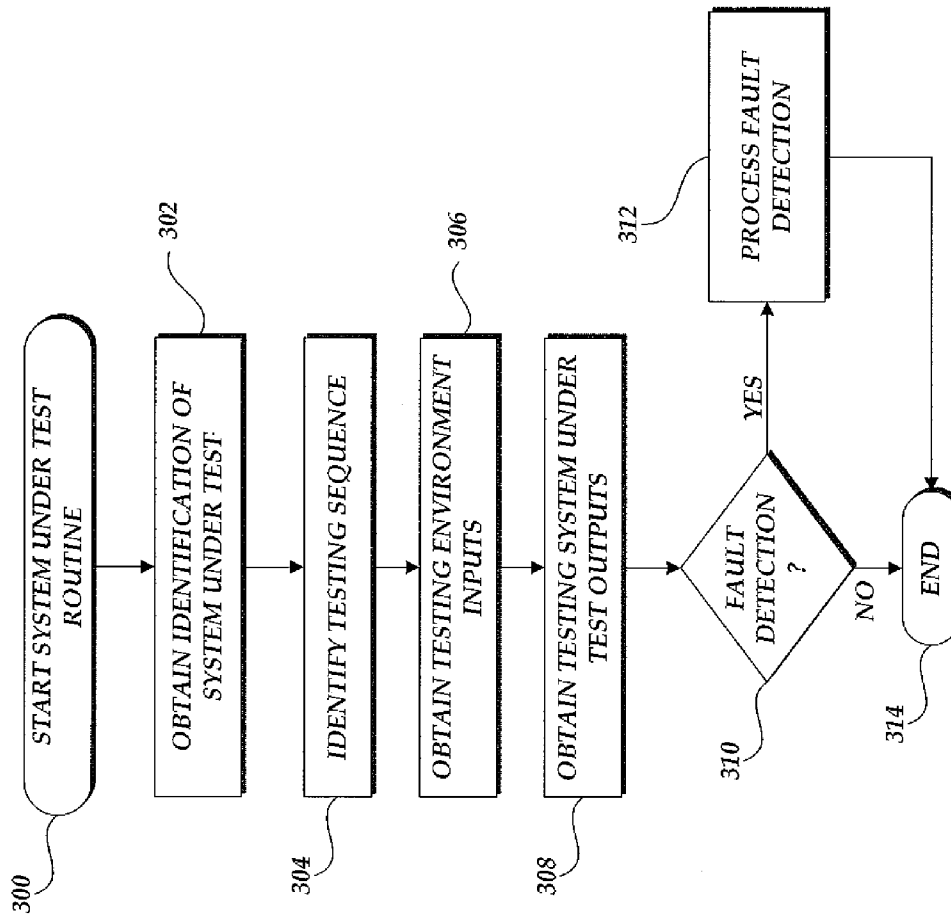 START SYSTEM UNDER TEST
ROUTINE
300
OBTAIN IDENTIFICATION OF
SYSTEM UNDER TEST
302
IDENTIFY TESTING SEQUENCE
304
OBTAIN TESTING ENVIRONMENT
INPUTS
306
OBTAIN TESTING SYSTEM UNDER
TEST OUTPUTS
308
FAULT
DETECTION
?
310
YES
PROCESS FAULT
DETECTION
312
NO
END
314